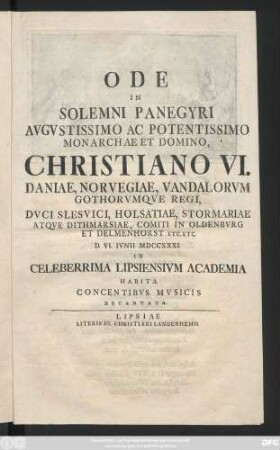 ODE
IN
SOLEMNI PANEGYRI
AVGVSTISSIMO AC POTENTISSIMO
MONARCHAE ET DOMINO,
CHRISTIANO VI.
DANIAE, NORVEGIAE, VANDALORVM
GOTHORVMQVE REGI,
DVCI SLESVICI, HOLSATIAE, STORMARIAE
ATQVE DITHMARSIAE, COMITI IN OLDENBVRG
ET DELMENHORST ETC. ETC.
D. VI. IVNII MDCCXXXI
IN
CELEBERRIMA LIPSIENSIVM ACADEMIA
HABITA
CONCENTIBVS MVSICIS
DECANTATA.
LIPSIAE
LITERIS IO. CHRISTIANI LANGENHEMII